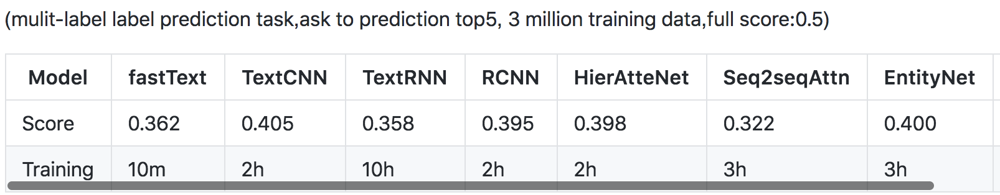 (mulit-label label prediction task,ask to prediction top5, 3 million training data,full score:0.5)
Model fastText TextCNN TextRNN RCNN HierAtteNet Seq2seqAttn EntityNet
Score 0.362 0.405 0.358 0.395 0.398 0.322 0.400
Training 10m 2h 10h 2h 2h 3h 3h